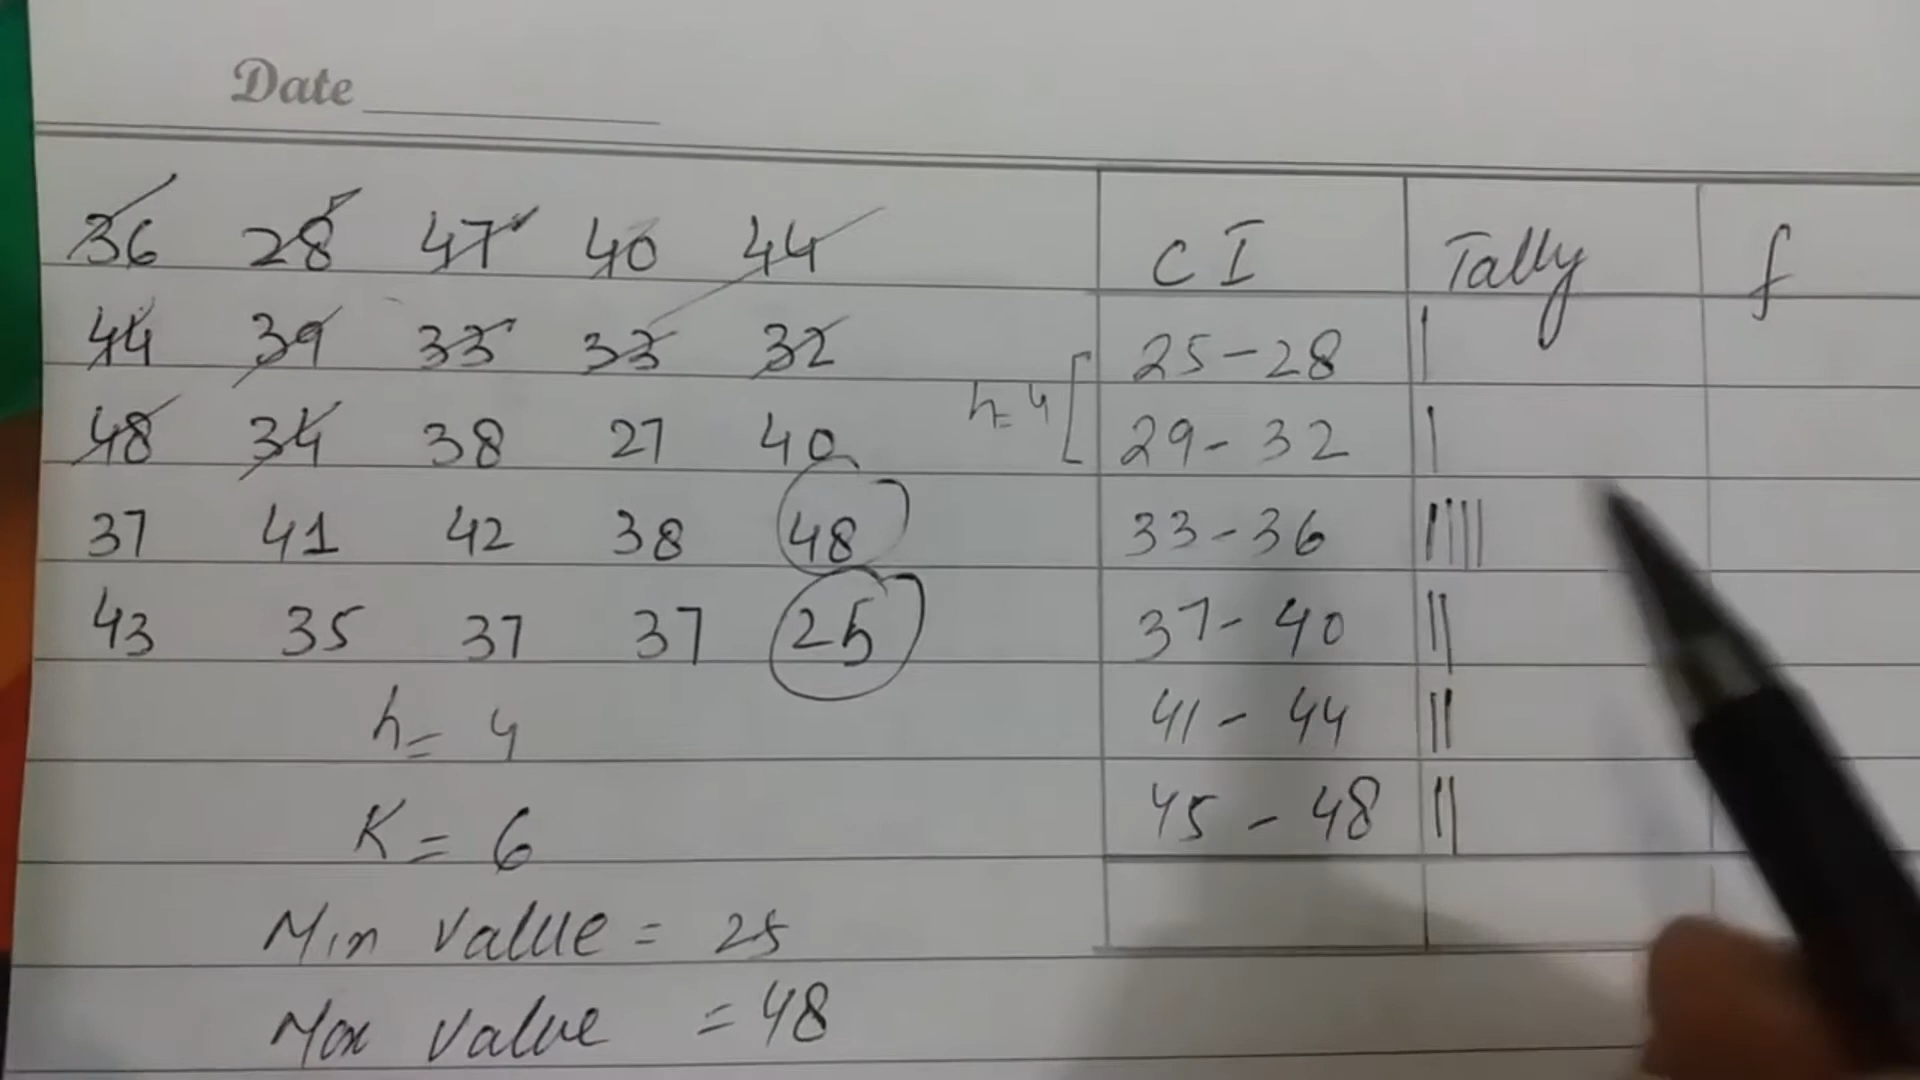 Date
36 28 47 40 44
44 39 33 33 32
48 34 38 27 40
37 41 42 38 48
43 35 37 37 25
h = 4
K = 6
Min value = 25
Max value = 48
C I Tally f
h = 4
25 - 28 |
29 - 32 |
33 - 36 ||||
37 - 40 ||
41 - 44 ||
45 - 48 ||